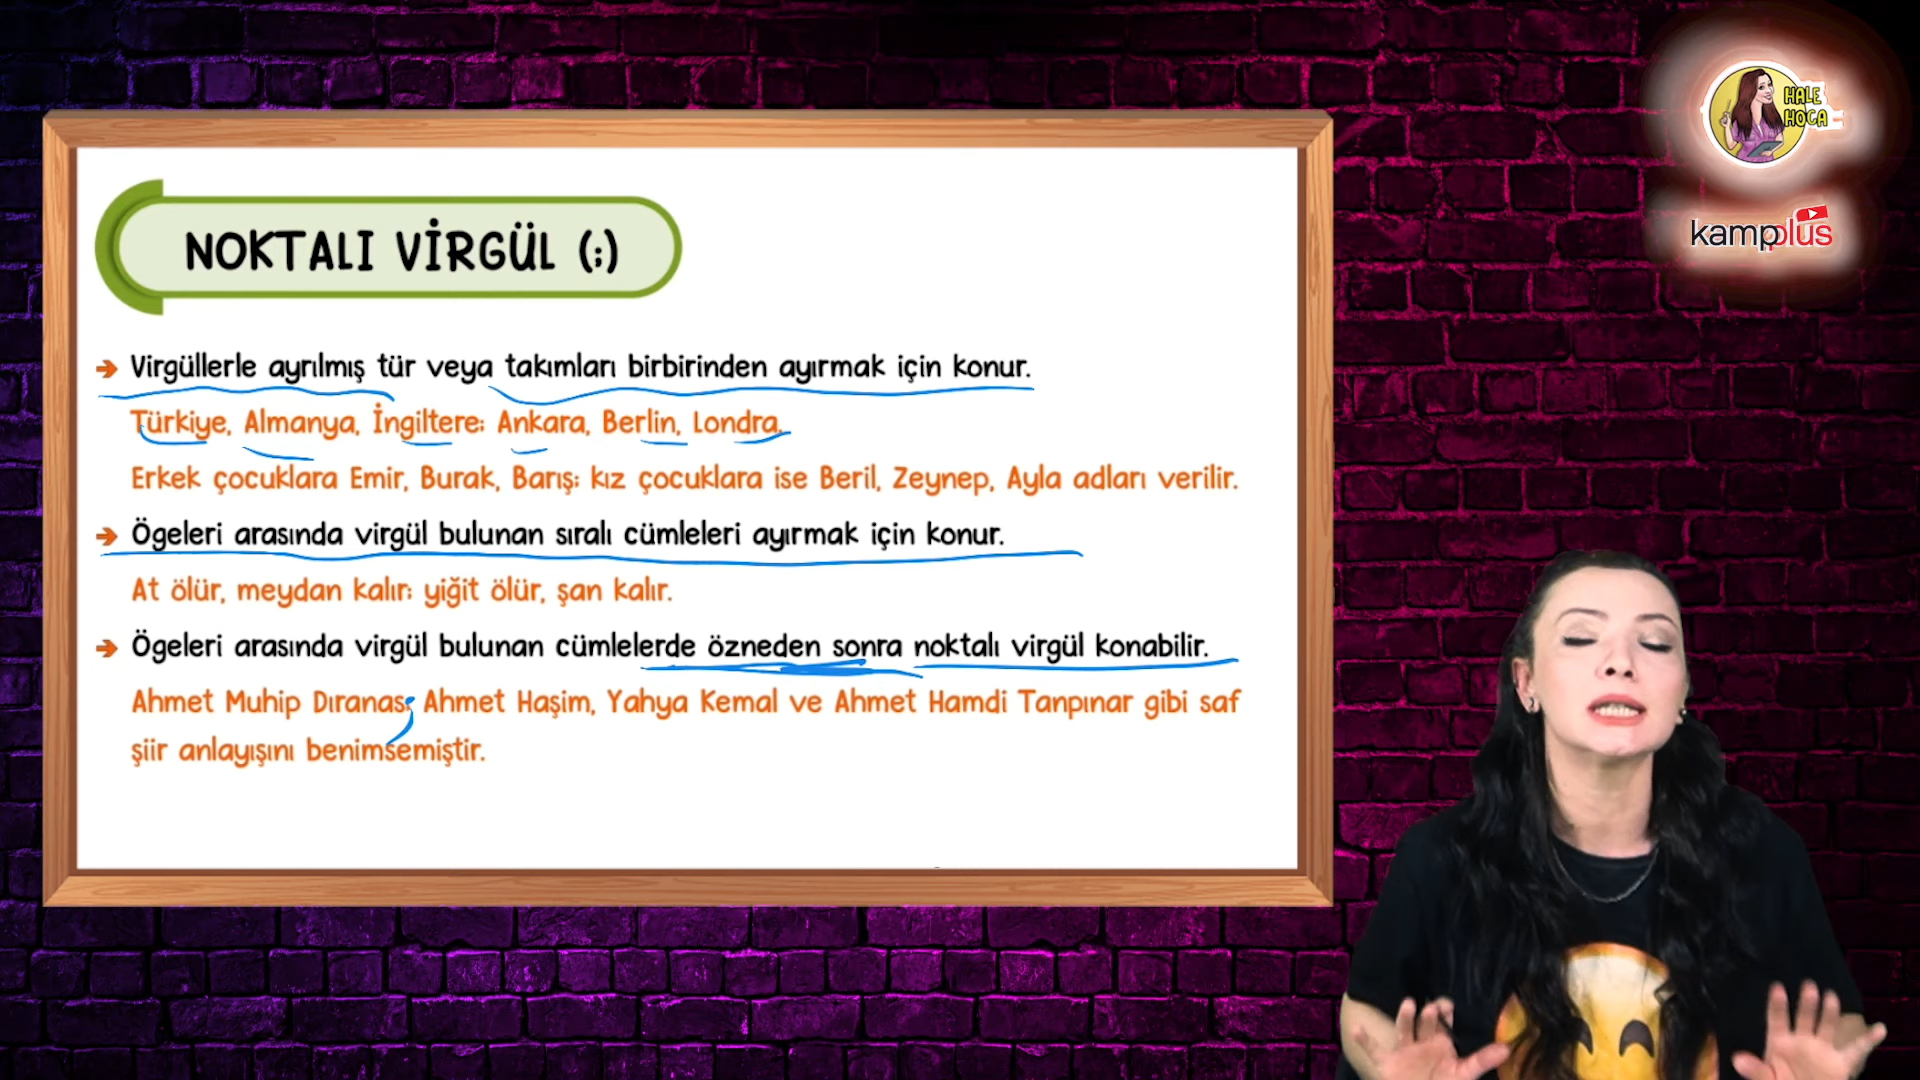 HALE
HOCA
kampplus
NOKTALI VİRGÜL (;)
Virgüllerle ayrılmış tür veya takımları birbirinden ayırmak için konur.
Türkiye, Almanya, İngiltere; Ankara, Berlin, Londra.
Erkek çocuklara Emir, Burak, Barış; kız çocuklara ise Beril, Zeynep, Ayla adları verilir.
Ögeleri arasında virgül bulunan sıralı cümleleri ayırmak için konur.
At ölür, meydan kalır; yiğit ölür, şan kalır.
Ögeleri arasında virgül bulunan cümlelerde özneden sonra noktalı virgül konabilir.
Ahmet Muhip Dıranas; Ahmet Haşim, Yahya Kemal ve Ahmet Hamdi Tanpınar gibi saf
şiir anlayışını benimsemiştir.